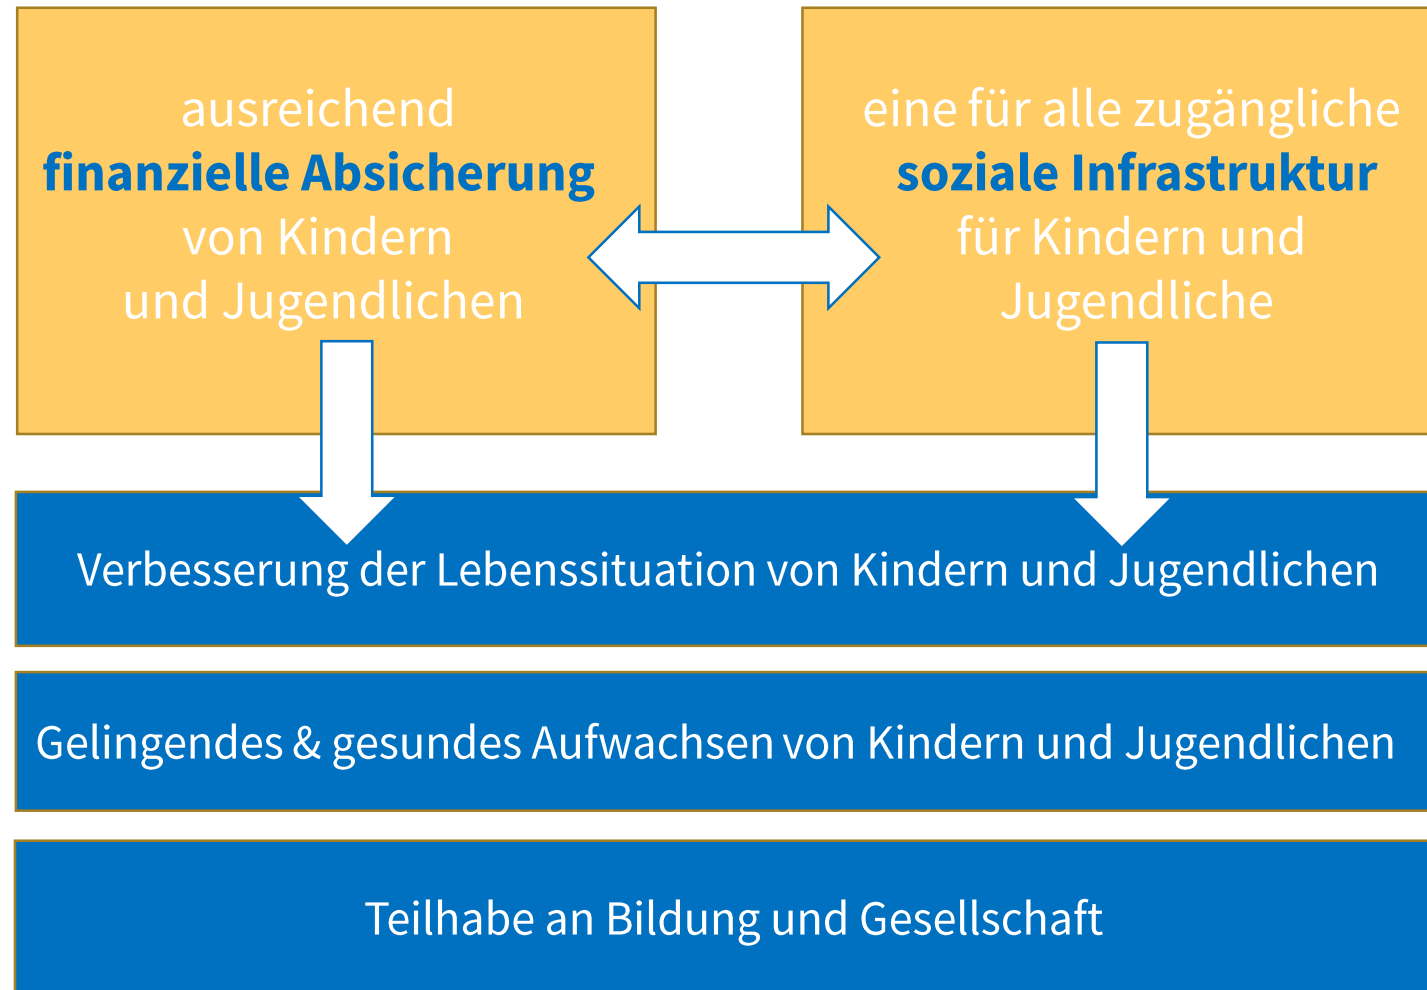 ausreichend
finanzielle Absicherung
von Kindern
und Jugendlichen
eine für alle zugängliche
soziale Infrastruktur
für Kindern und
Jugendliche
Verbesserung der Lebenssituation von Kindern und Jugendlichen
Gelingendes & gesundes Aufwachsen von Kindern und Jugendlichen
Teilhabe an Bildung und Gesellschaft